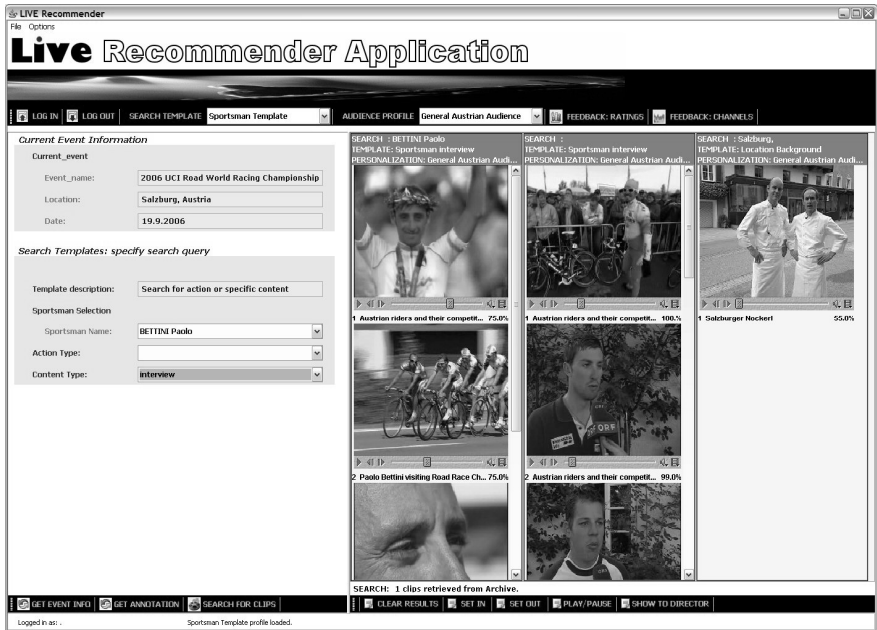 LIVE Recommender
File Options
Live Recommender Application
LOG IN LOG OUT SEARCH TEMPLATE Sportsman Template AUDIENCE PROFILE General Austrian Audience FEEDBACK: RATINGS FEEDBACK: CHANNELS
Current Event Information
Current_event
Event_name: 2006 UCI Road World Racing Championship
Location: Salzburg, Austria
Date: 19.9.2006
Search Templates: specify search query
Template description: Search for action or specific content
Sportsman Selection
Sportsman Name: BETTINI Paolo
Action Type:
Content Type: interview
SEARCH : BETTINI Paolo
TEMPLATE: Sportsman interview
PERSONALIZATION: General Austrian Audi...
1 Austrian riders and their competit... 75.0%
2 Paolo Bettini visiting Road Race Ch... 75.0%
SEARCH :
TEMPLATE: Sportsman interview
PERSONALIZATION: General Austrian Audi...
1 Austrian riders and their competit... 100.%
ORF
2 Austrian riders and their competit... 99.0%
SEARCH : Salzburg,
TEMPLATE: Location Background
PERSONALIZATION: General Austrian Audi...
1 Salzburger Nockerl 55.0%
SEARCH: 1 clips retrieved from Archive.
GET EVENT INFO GET ANNOTATION SEARCH FOR CLIPS
CLEAR RESULTS SET IN SET OUT PLAY/PAUSE SHOW TO DIRECTOR
Logged in as: . Sportsman Template profile loaded.